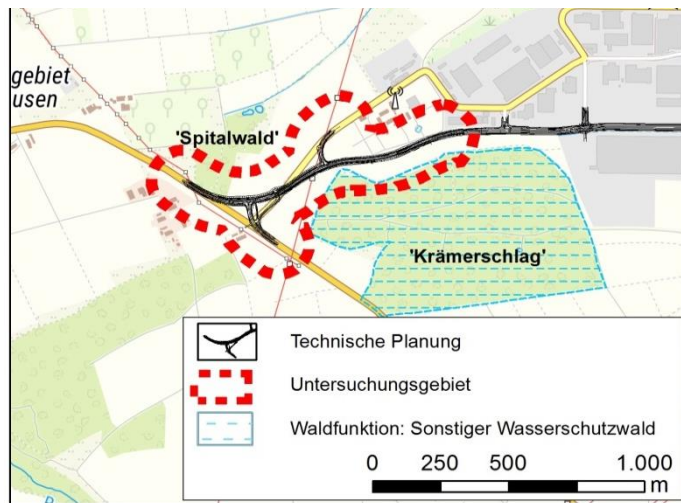 gebiet
usen
'Spitalwald'
'Krämerschlag'
Technische Planung
Untersuchungsgebiet
Waldfunktion: Sonstiger Wasserschutzwald
0 250 500 1.000
m